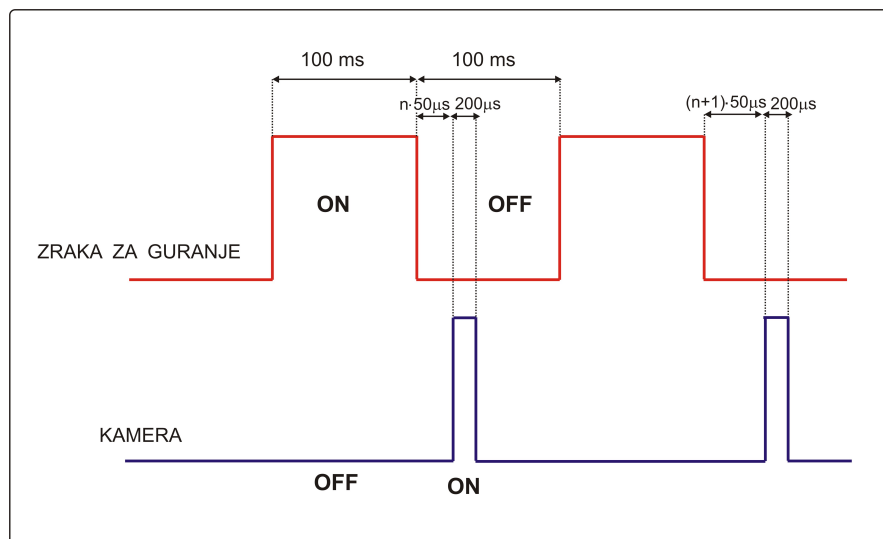 100 ms
100 ms
n·50µs
200µs
(n+1)·50µs
200µs
ON
OFF
ZRAKA ZA GURANJE
KAMERA
OFF
ON